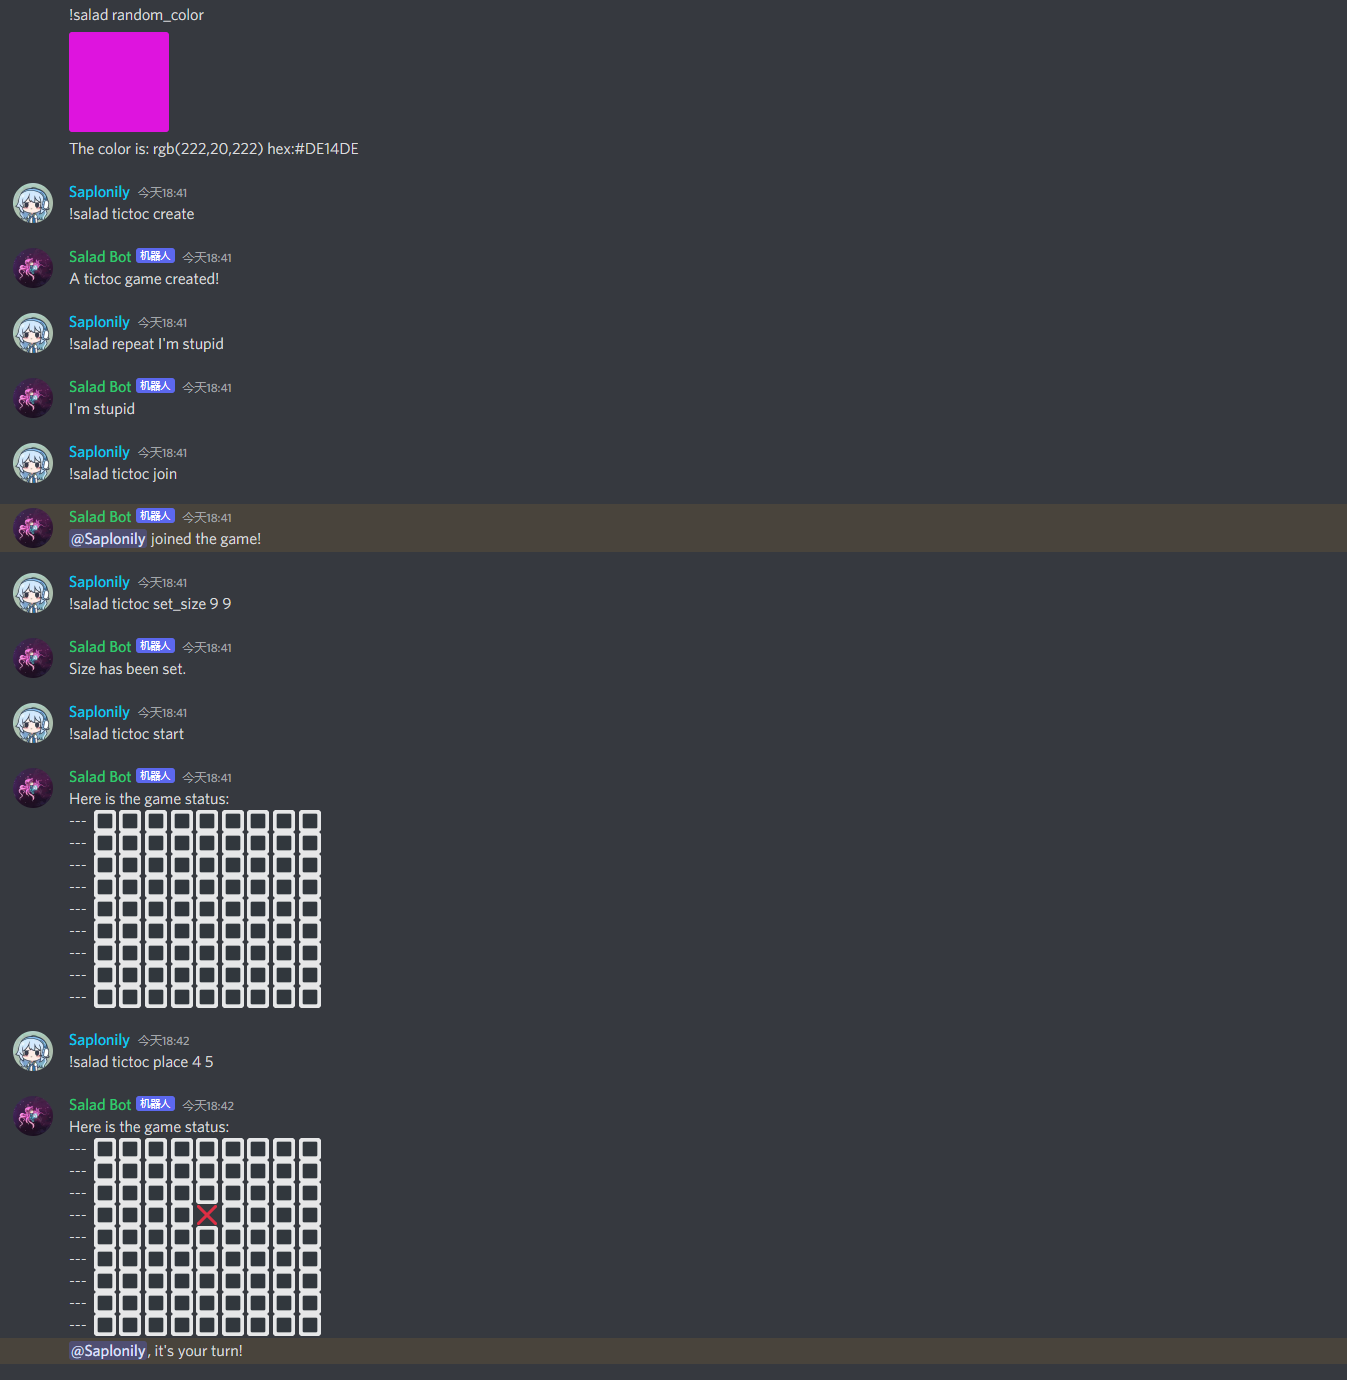 !salad random_color
The color is: rgb(222,20,222) hex:#DE14DE
Saplonily 今天18:41
!salad tictoc create
Salad Bot 机器人 今天18:41
A tictoc game created!
Saplonily 今天18:41
!salad repeat I'm stupid
Salad Bot 机器人 今天18:41
I'm stupid
Saplonily 今天18:41
!salad tictoc join
Salad Bot 机器人 今天18:41
@Saplonily joined the game!
Saplonily 今天18:41
!salad tictoc set_size 9 9
Salad Bot 机器人 今天18:41
Size has been set.
Saplonily 今天18:41
!salad tictoc start
Salad Bot 机器人 今天18:41
Here is the game status:
---
---
---
---
---
---
---
---
---
Saplonily 今天18:42
!salad tictoc place 4 5
Salad Bot 机器人 今天18:42
Here is the game status:
---
---
---
--- ❌
---
---
---
---
---
@Saplonily, it's your turn!